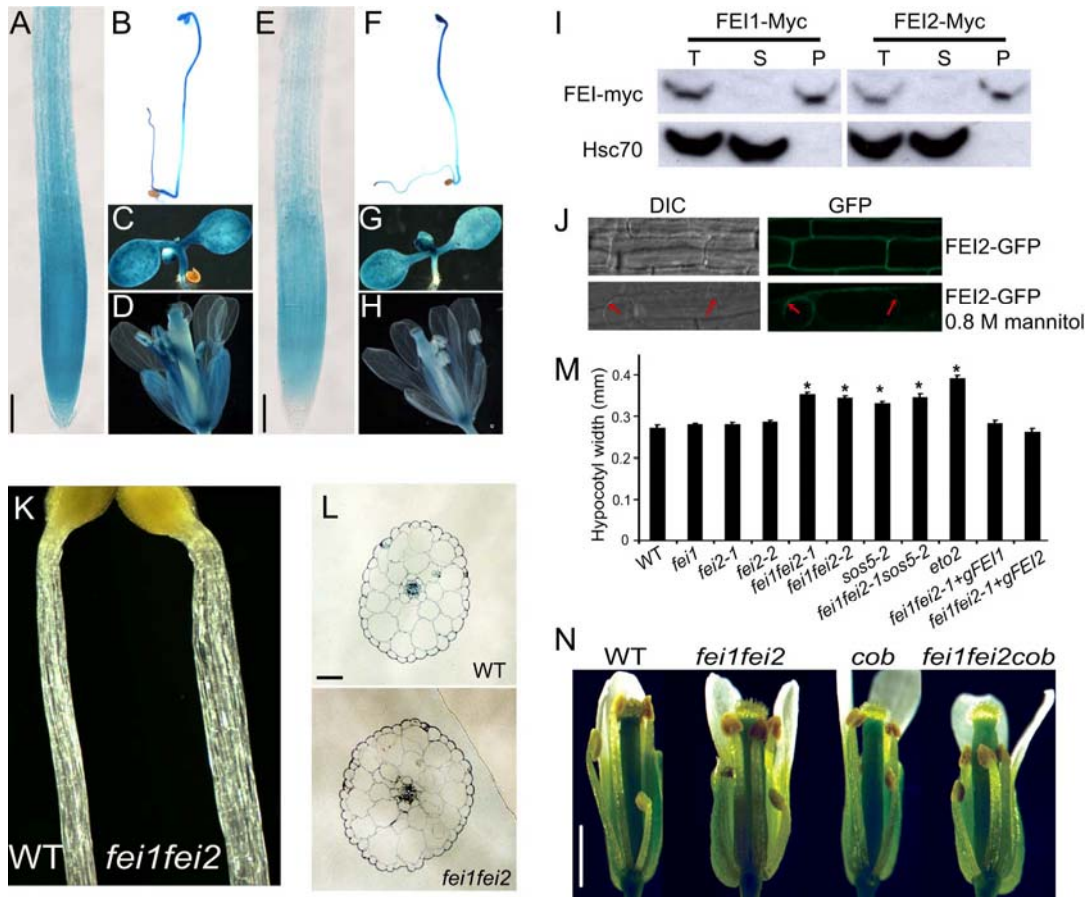 A
B
C
D
E
F
G
H
I
FEI1-Myc FEI2-Myc
T S P T S P
FEI-myc
Hsc70
J
DIC GFP
FEI2-GFP
FEI2-GFP
0.8 M mannitol
K
WT fei1fei2
L
WT
fei1fei2
M
Hypocotyl width (mm)
0.4
0.3
0.2
0.1
0
* * * * *
WT
fei1
fei2-1
fei2-2
fei1fei2-1
fei1fei2-2
sos5-2
fei1fei2-1sos5-2
eto2
fei1fei2-1+gFEI1
fei1fei2-1+gFEI2
N
WT fei1fei2 cob fei1fei2cob